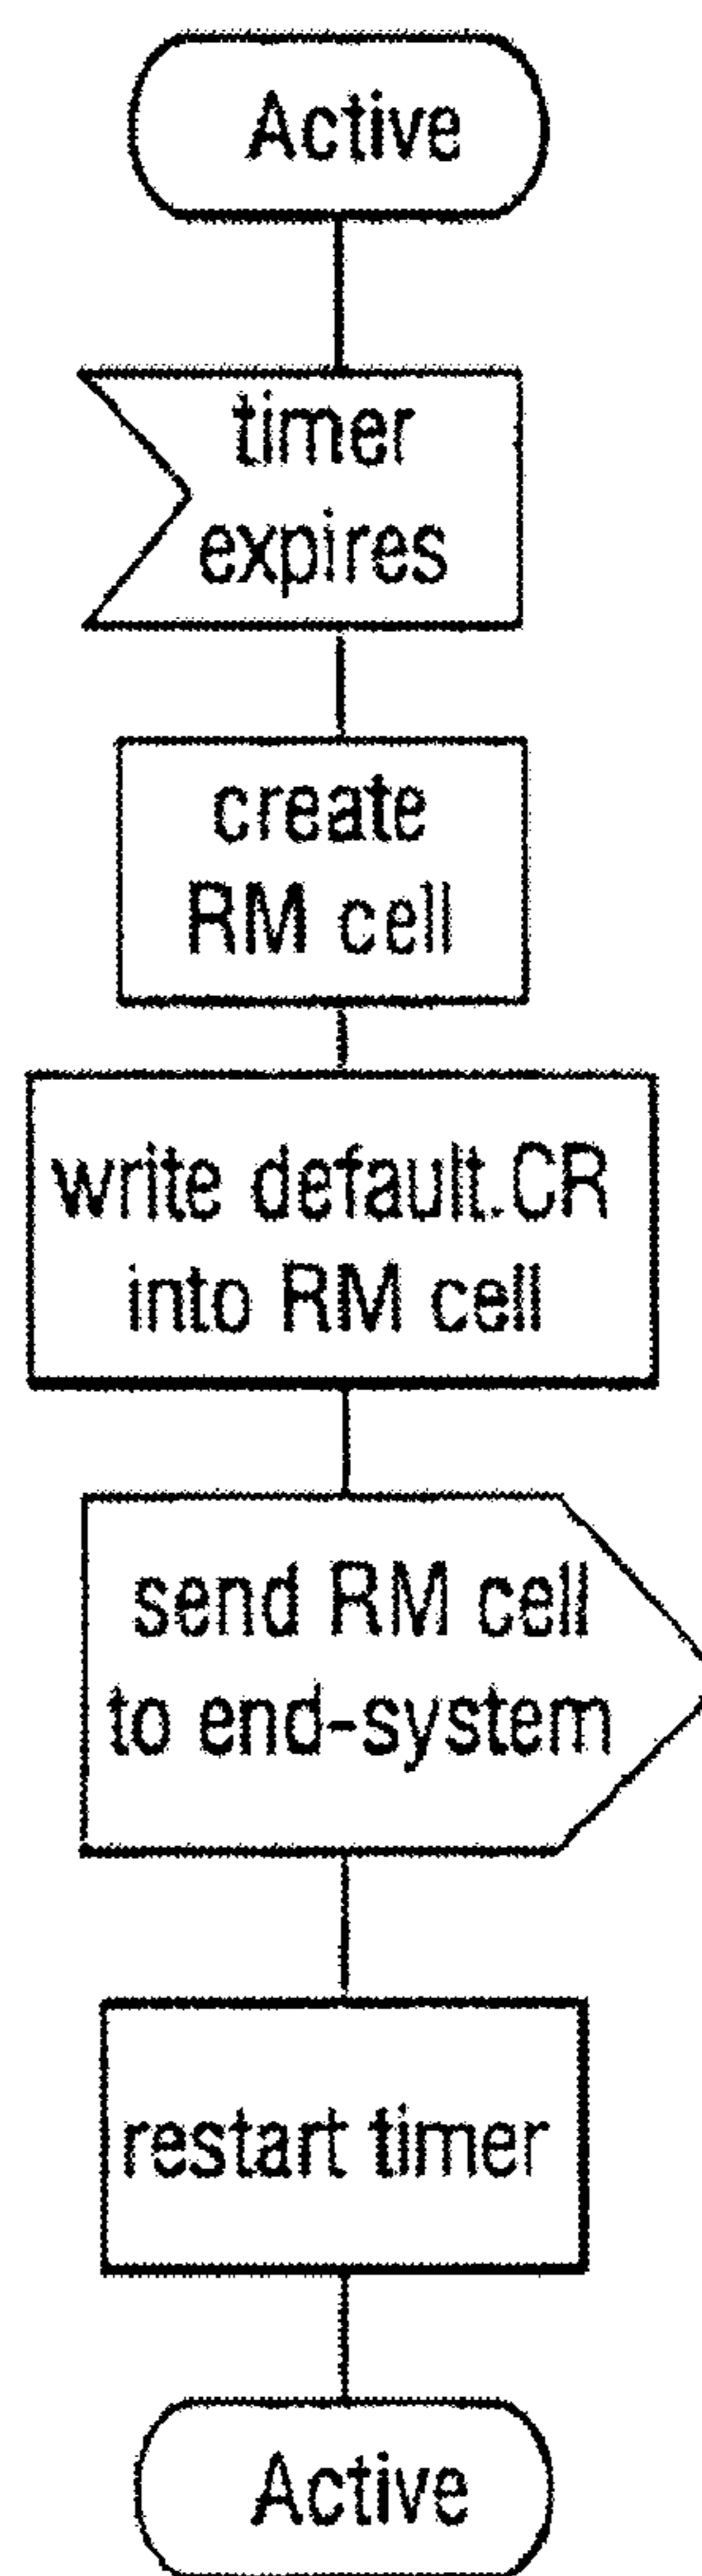 Active
timer
expires
create
RM cell
write default.CR
into RM cell
send RM cell
to end-system
restart timer
Active